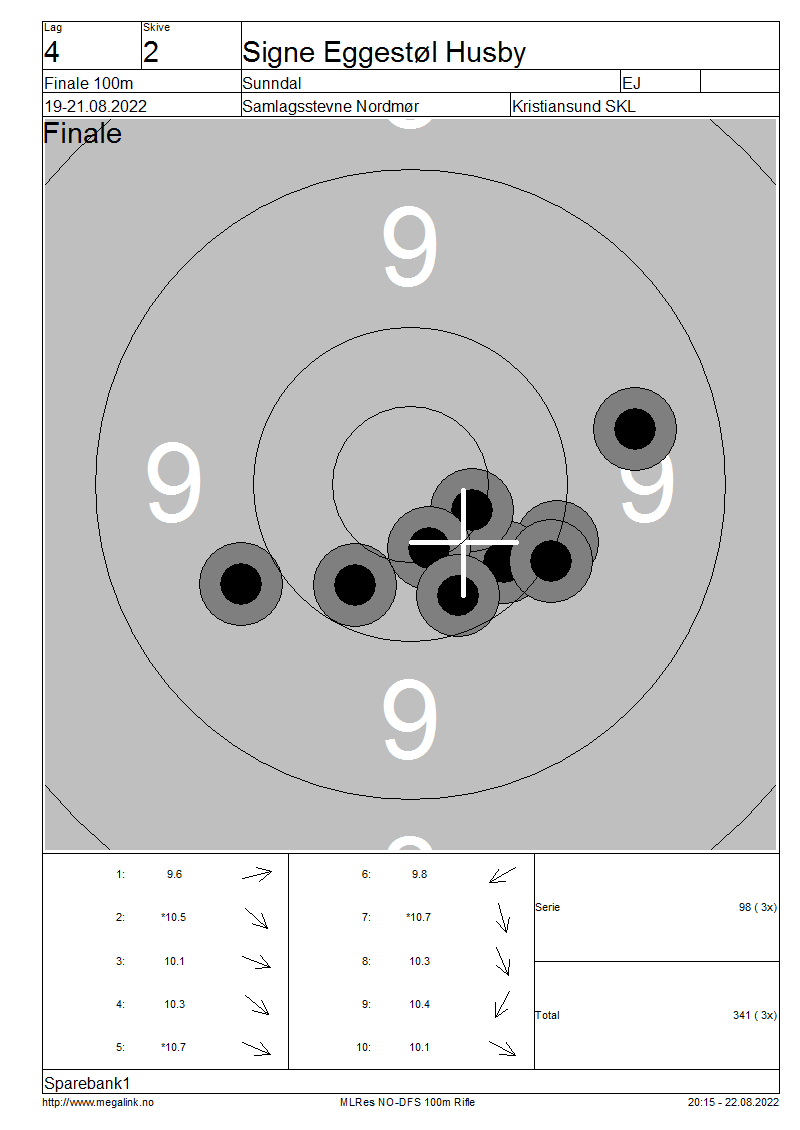 Lag Skive
4 2 Signe Eggestøl Husby
Finale 100m Sunndal EJ
19-21.08.2022 Samlagsstevne Nordmør Kristiansund SKL
Finale
9
9 9
9
1: 9.6 6: 9.8
2: *10.5 7: *10.7
Serie 98 ( 3x)
3: 10.1 8: 10.3
4: 10.3 9: 10.4
Total 341 ( 3x)
5: *10.7 10: 10.1
Sparebank1
http://www.megalink.no MLRes NO-DFS 100m Rifle 20:15 - 22.08.2022